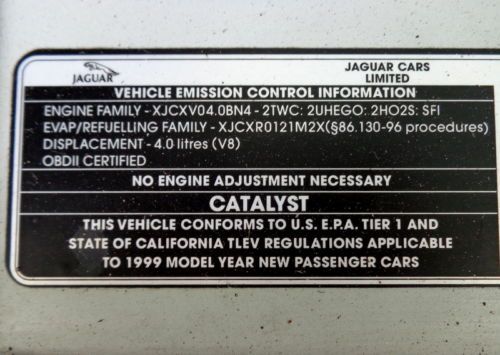 JAGUAR
JAGUAR CARS
LIMITED
VEHICLE EMISSION CONTROL INFORMATION
ENGINE FAMILY - XJCXV04.0BN4 - 2TWC: 2UHEGO: 2HO2S: SFI
EVAP/REFUELLING FAMILY - XJCXR0121M2X(§86.130-96 procedures)
DISPLACEMENT - 4.0 litres (V8)
OBDII CERTIFIED
NO ENGINE ADJUSTMENT NECESSARY
CATALYST
THIS VEHICLE CONFORMS TO U.S. E.P.A. TIER 1 AND
STATE OF CALIFORNIA TLEV REGULATIONS APPLICABLE
TO 1999 MODEL YEAR NEW PASSENGER CARS